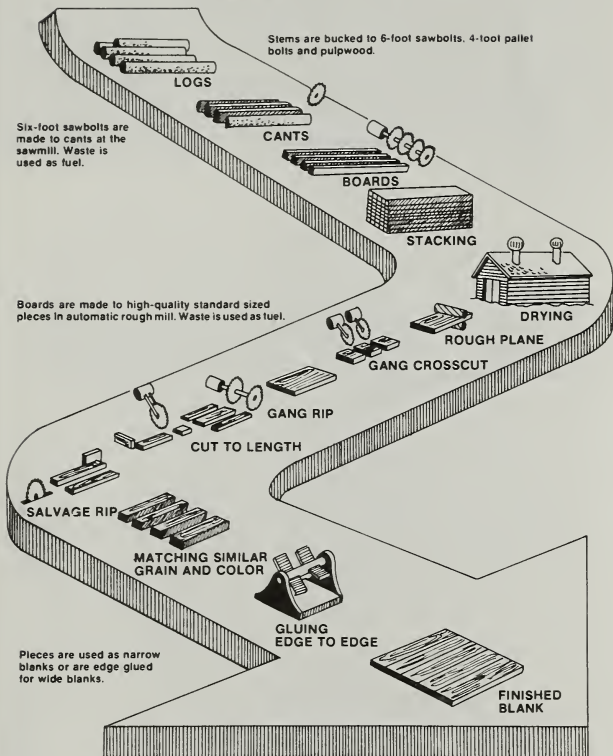 Stems are bucked to 6-foot sawbolts, 4-foot pallet
bolts and pulpwood.
LOGS
Six-foot sawbolts are
made to cants at the
sawmill. Waste is
used as fuel.
CANTS
BOARDS
STACKING
DRYING
Boards are made to high-quality standard sized
pieces in automatic rough mill. Waste is used as fuel.
ROUGH PLANE
GANG CROSSCUT
GANG RIP
CUT TO LENGTH
SALVAGE RIP
MATCHING SIMILAR
GRAIN AND COLOR
GLUING
EDGE TO EDGE
Pieces are used as narrow
blanks or are edge glued
for wide blanks.
FINISHED
BLANK